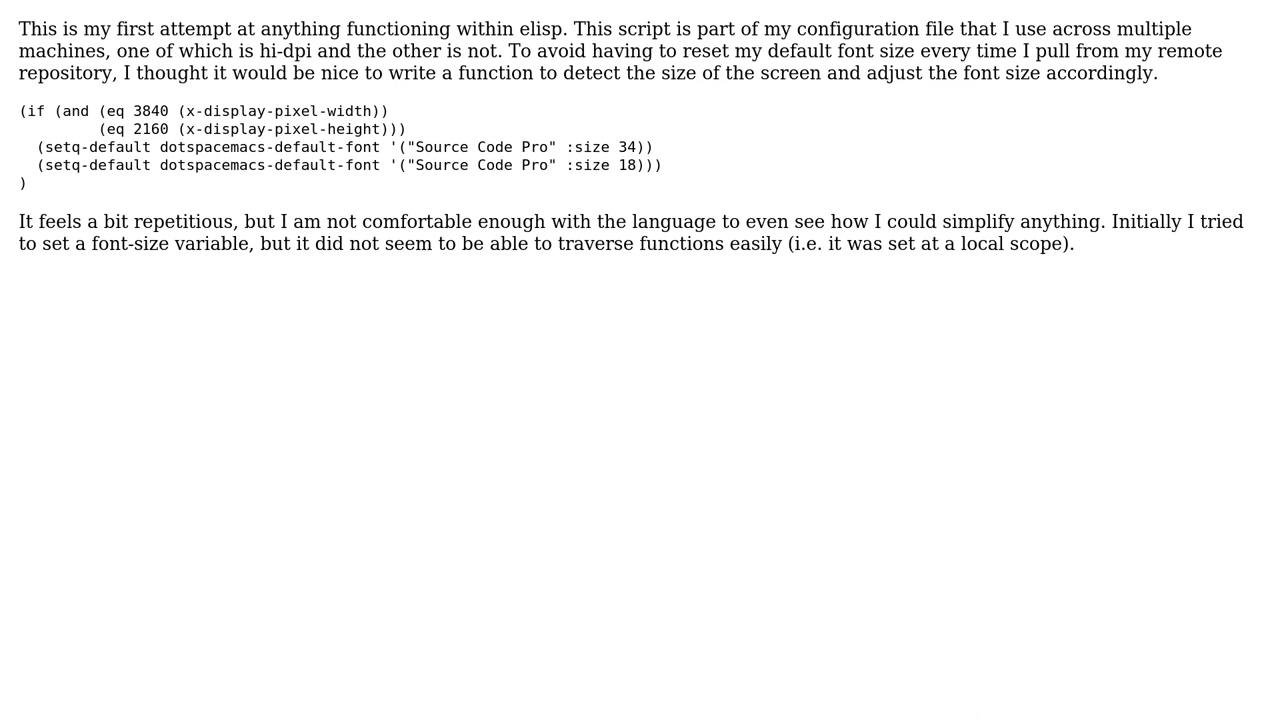 This is my first attempt at anything functioning within elisp. This script is part of my configuration file that I use across multiple
machines, one of which is hi-dpi and the other is not. To avoid having to reset my default font size every time I pull from my remote
repository, I thought it would be nice to write a function to detect the size of the screen and adjust the font size accordingly.
(if (and (eq 3840 (x-display-pixel-width))
         (eq 2160 (x-display-pixel-height)))
  (setq-default dotspacemacs-default-font '("Source Code Pro" :size 34))
  (setq-default dotspacemacs-default-font '("Source Code Pro" :size 18)))
)
It feels a bit repetitious, but I am not comfortable enough with the language to even see how I could simplify anything. Initially I tried
to set a font-size variable, but it did not seem to be able to traverse functions easily (i.e. it was set at a local scope).